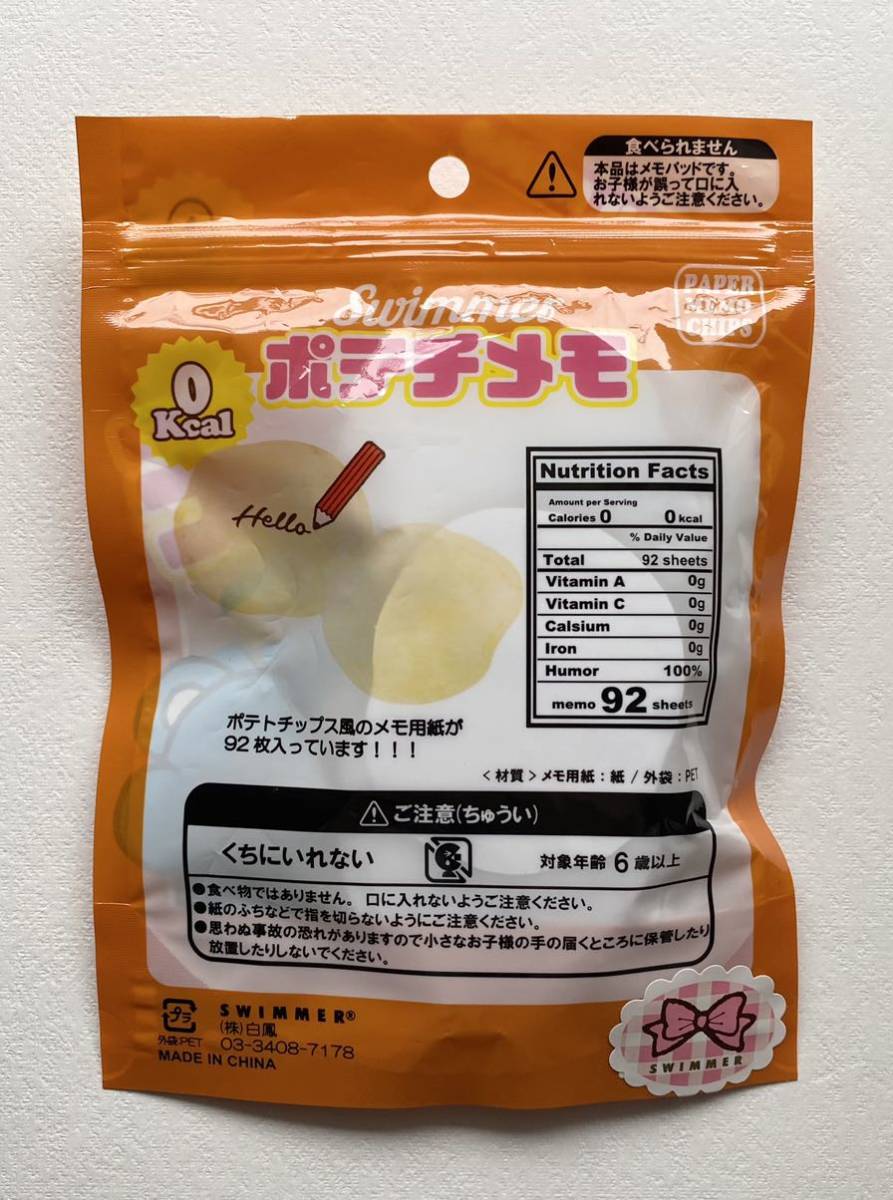 食べられません
本品はメモパッドです。
お子様が誤って口に入
れないようご注意ください。
Swimmer
PAPER
MEMO
CHIPS
ポテチメモ
0
Kcal
Hello
Nutrition Facts
Amount per Serving
Calories 0 0 kcal
% Daily Value
Total 92 sheets
Vitamin A 0g
Vitamin C 0g
Calsium 0g
Iron 0g
Humor 100%
memo 92 sheets
ポテトチップス風のメモ用紙が
92枚入っています!!!
<材質>メモ用紙:紙/外袋:PET
ご注意(ちゅうい)
くちにいれない 対象年齢 6 歳以上
●食べ物ではありません。口に入れないようご注意ください。
●紙のふちなどで指を切らないようにご注意ください。
●思わぬ事故の恐れがありますので小さなお子様の手の届くところに保管したり
放置したりしないでください。
プラ
外袋:PET
SWIMMER®
(株)白鳳
03-3408-7178
MADE IN CHINA
SWIMMER